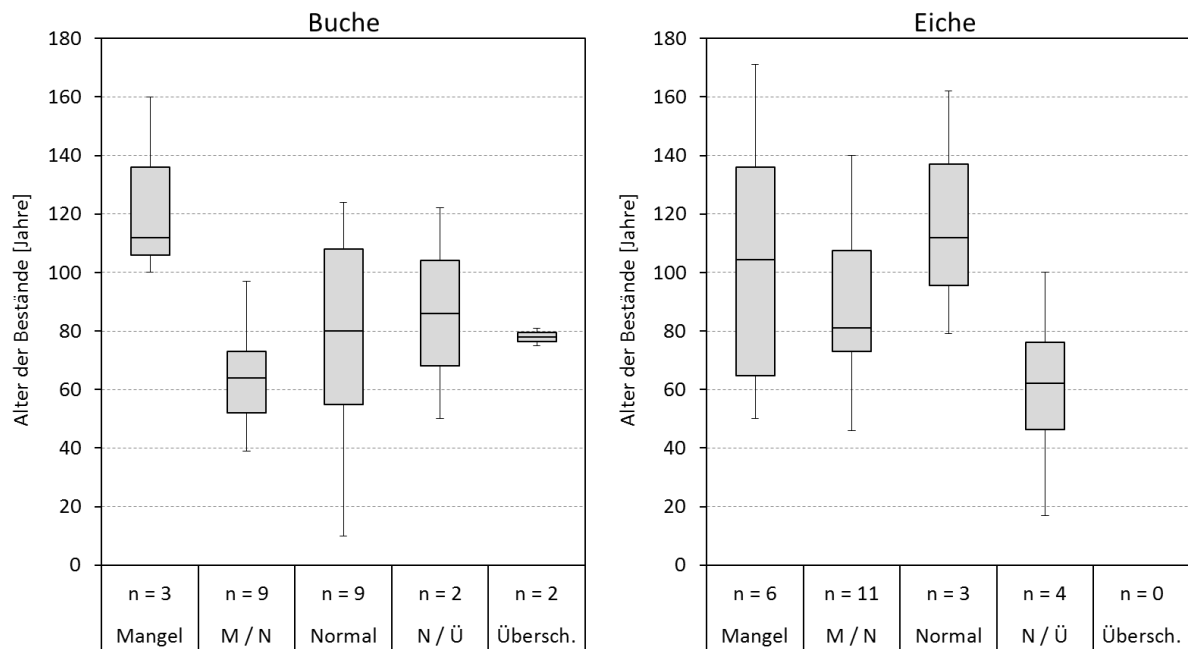 Buche
180
160
140
120
100
80
60
40
20
0
Alter der Bestände [Jahre]
n = 3 n = 9 n = 9 n = 2 n = 2
Mangel M / N Normal N / Ü Übersch.
Eiche
180
160
140
120
100
80
60
40
20
0
Alter der Bestände [Jahre]
n = 6 n = 11 n = 3 n = 4 n = 0
Mangel M / N Normal N / Ü Übersch.